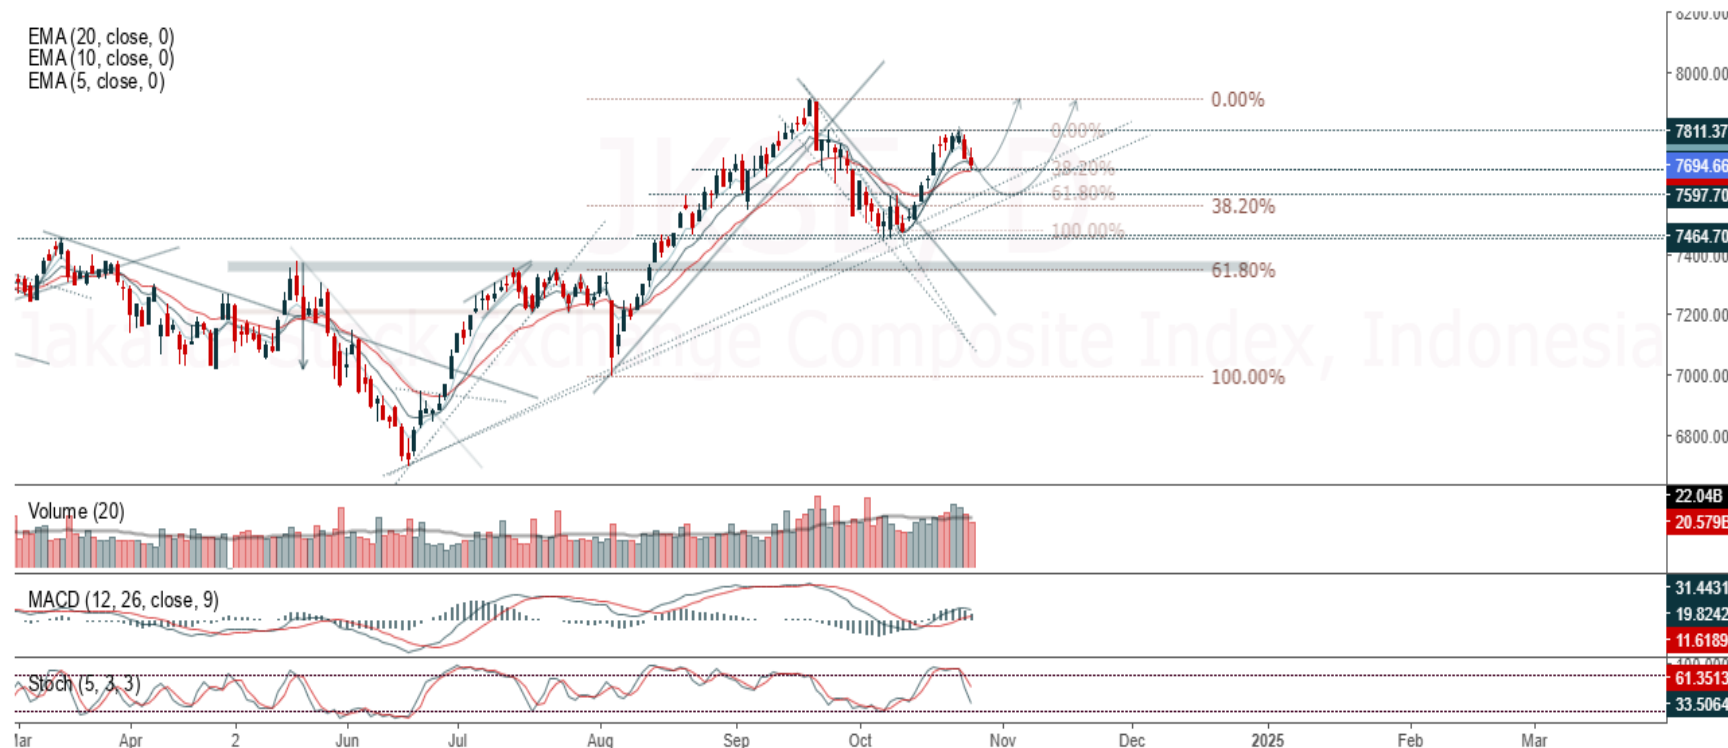 EMA (20, close, 0)
EMA (10, close, 0)
EMA (5, close, 0)
8200.00
8000.00
0.00%
0.00%
7811.37
7694.66
38.20%
61.80%
7597.70
38.20%
100.00%
7464.70
7400.00
61.80%
7200.00
Jakarta Stock Exchange Composite Index, Indonesia
7000.00
100.00%
6800.00
Volume (20)
22.04B
20.579B
MACD (12, 26, close, 9)
31.4431
19.8242
11.6189
Stoch (5, 3, 3)
61.3513
33.5064
Mar Apr 2 Jun Jul Aug Sep Oct Nov Dec 2025 Feb Mar